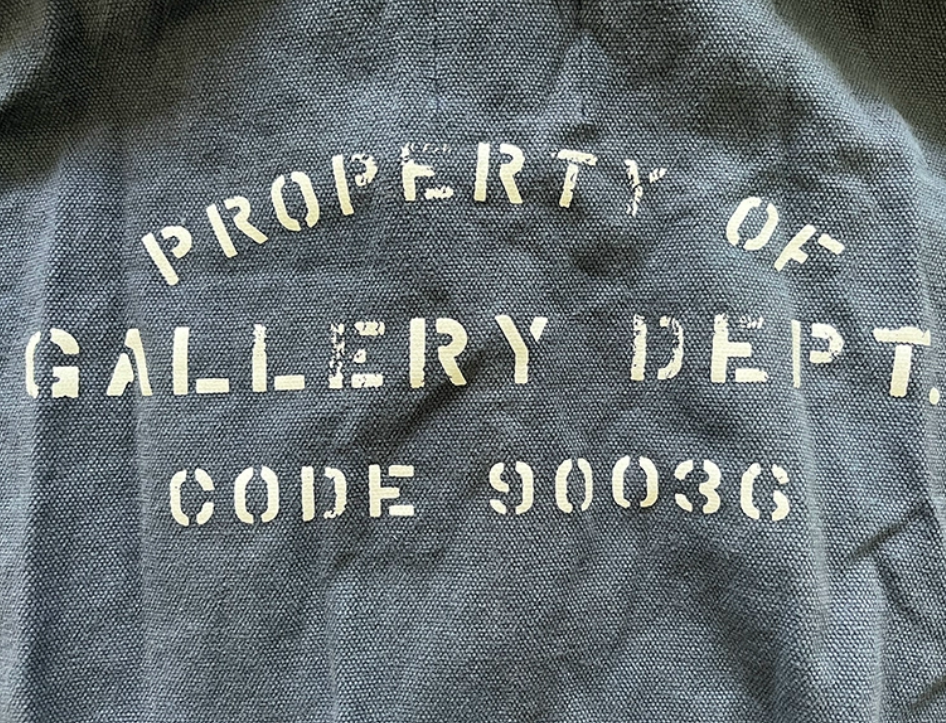 PROPERTY OF
GALLERY DEPT.
CODE 90036